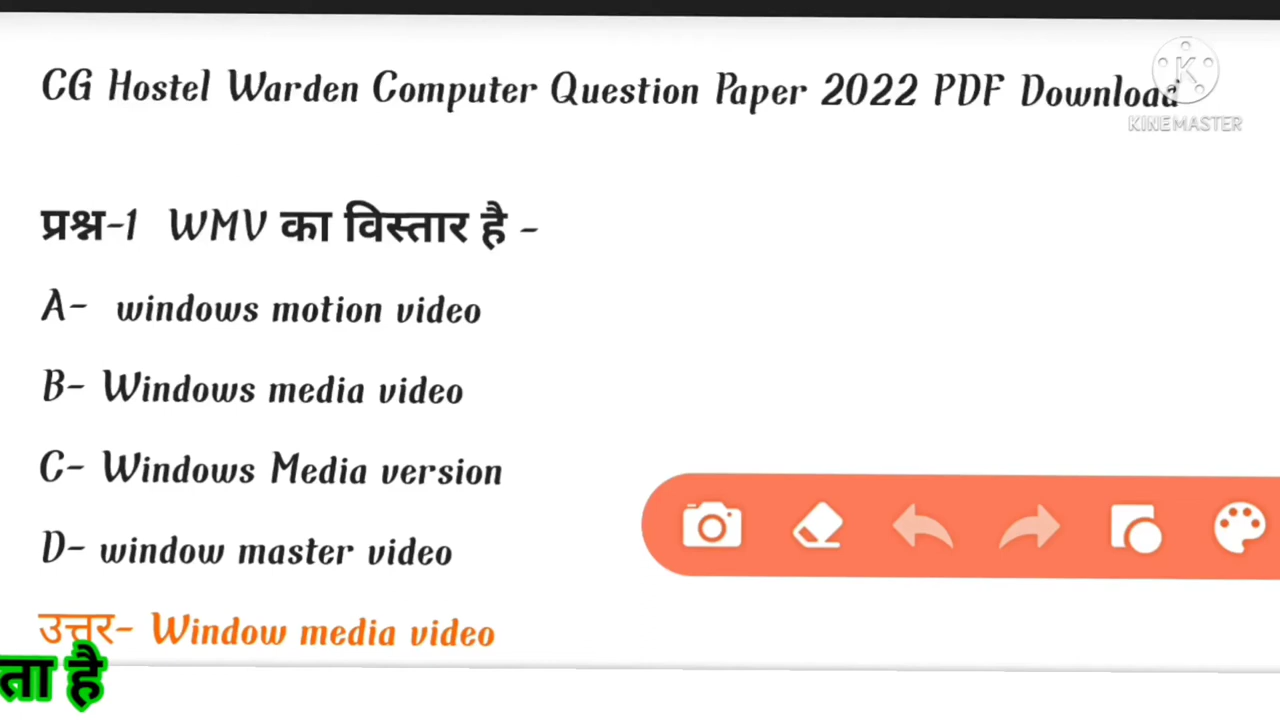 CG Hostel Warden Computer Question Paper 2022 PDF Download
KINEMASTER
प्रश्न-1 WMV का विस्तार है -
A- windows motion video
B- Windows media video
C- Windows Media version
D- window master video
उत्तर- Window media video
ता है